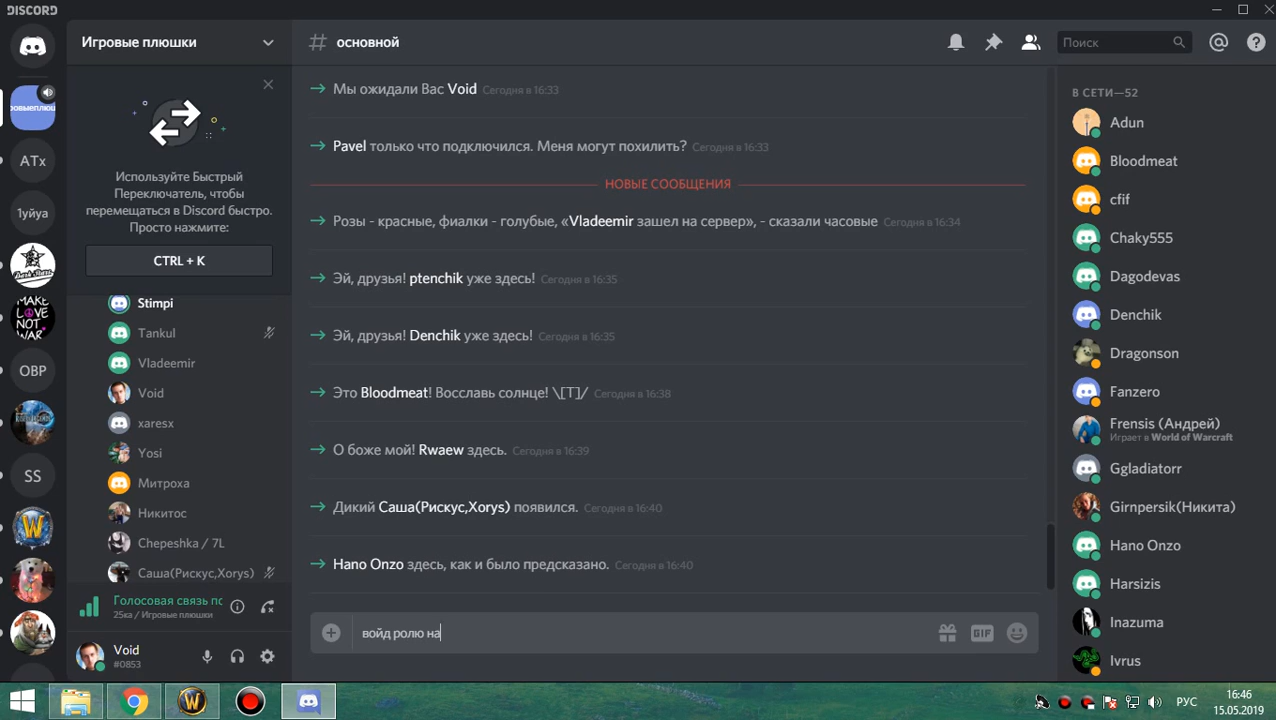 DISCORD
Игровые плюшки
основной
Поиск
ATx
1уйуа
MAKE LOVE NOT WAR
OBP
SS
Используйте Быстрый
Переключатель, чтобы
перемещаться в Discord быстро.
Просто нажмите:
CTRL + K
Stimpi
Tankul
Vladeemir
Void
xaresx
Yosi
Митроха
Никитос
Chepeshka / 7L
Саша(Рискус,Xorys)
Голосовая связь по
25ка / Игровые плюшки
Void
#0853
Мы ожидали Вас Void Сегодня в 16:33
Pavel только что подключился. Меня могут похилить? Сегодня в 16:33
НОВЫЕ СООБЩЕНИЯ
Розы - красные, фиалки - голубые, «Vladeemir зашел на сервер», - сказали часовые Сегодня в 16:34
Эй, друзья! ptenchik уже здесь! Сегодня в 16:35
Эй, друзья! Denchik уже здесь! Сегодня в 16:35
Это Bloodmeat! Восславь солнце! \[T]/ Сегодня в 16:38
О боже мой! Rwaew здесь. Сегодня в 16:39
Дикий Саша(Рискус,Xorys) появился. Сегодня в 16:40
Hano Onzo здесь, как и было предсказано. Сегодня в 16:40
войд ролю на
GIF
В СЕТИ—52
Adun
Bloodmeat
cfif
Chaky555
Dagodevas
Denchik
Dragonson
Fanzero
Frensis (Андрей)
Играет в World of Warcraft
Ggladiatorr
Girnpersik(Никита)
Hano Onzo
Harsizis
Inazuma
Ivrus
РУС
16:46
15.05.2019